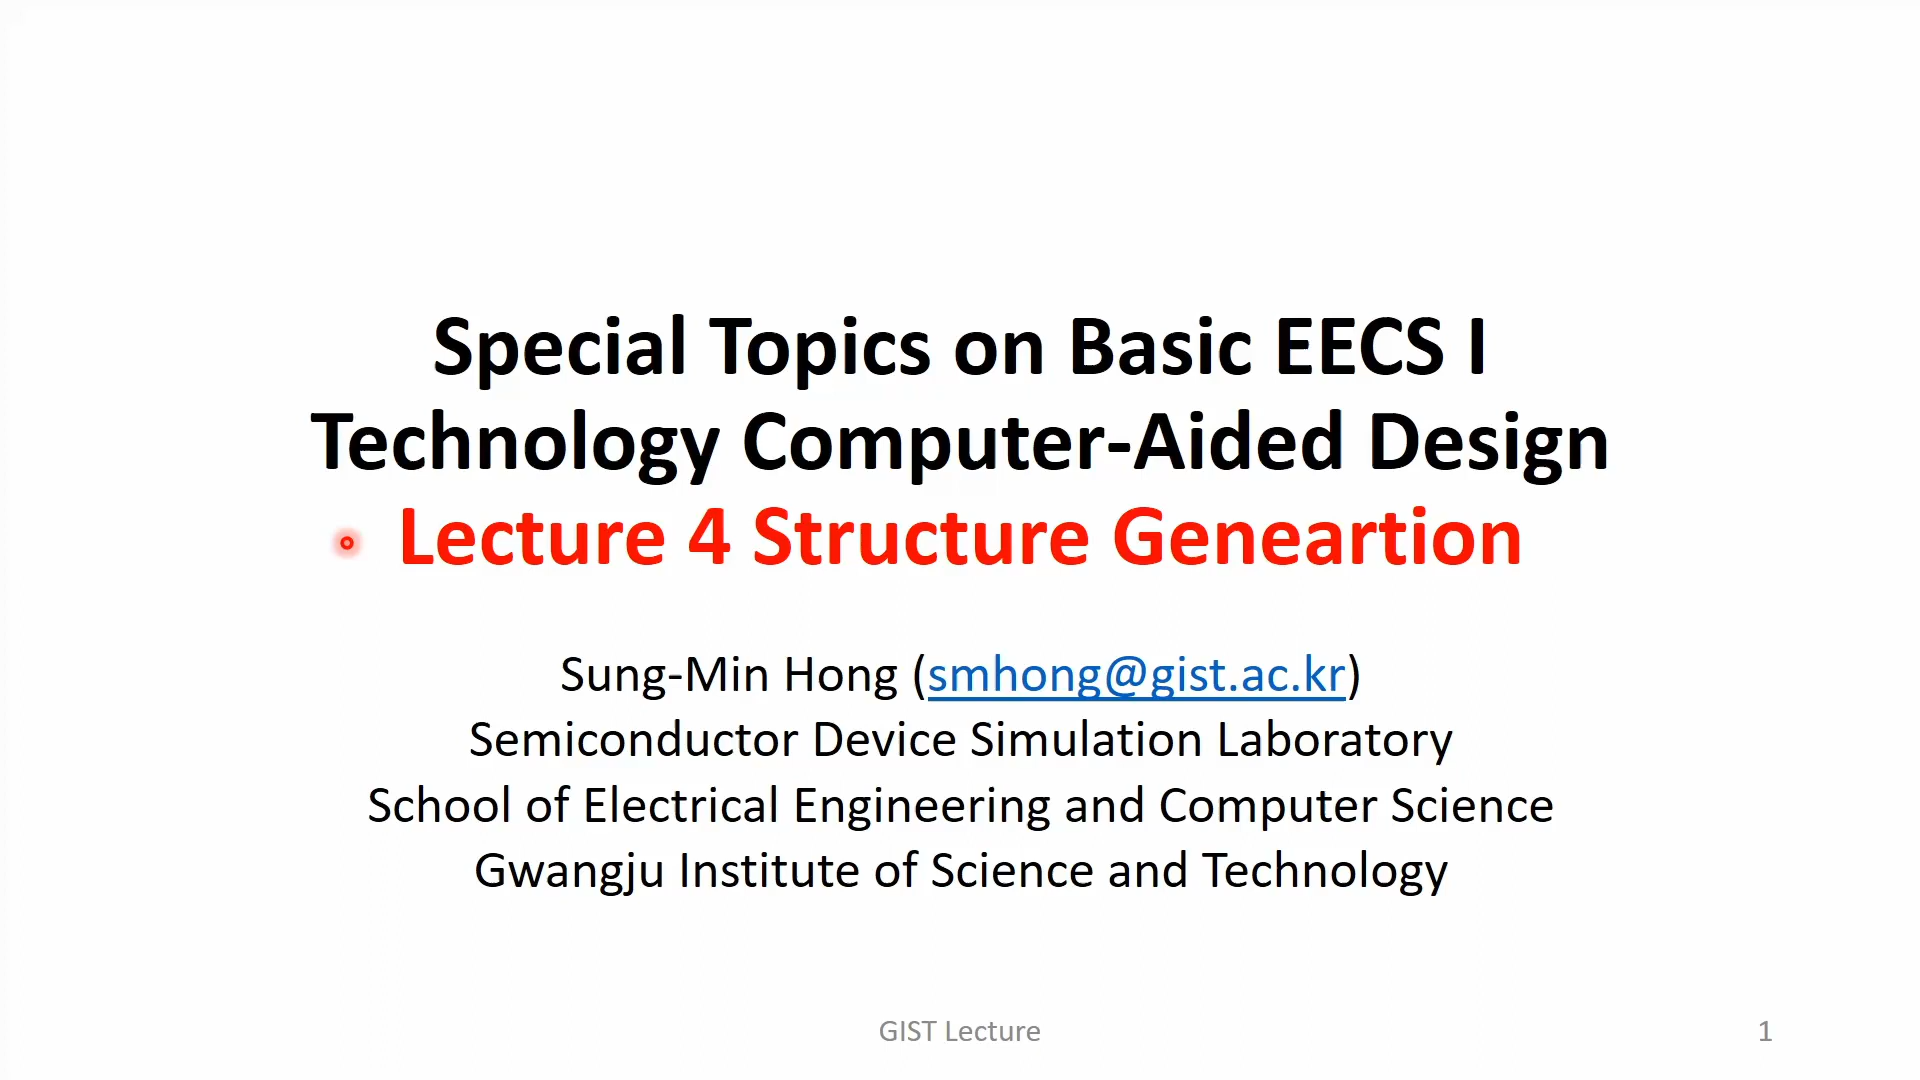 Special Topics on Basic EECS I
Technology Computer-Aided Design
Lecture 4 Structure Geneartion
Sung-Min Hong (smhong@gist.ac.kr)
Semiconductor Device Simulation Laboratory
School of Electrical Engineering and Computer Science
Gwangju Institute of Science and Technology
GIST Lecture
1